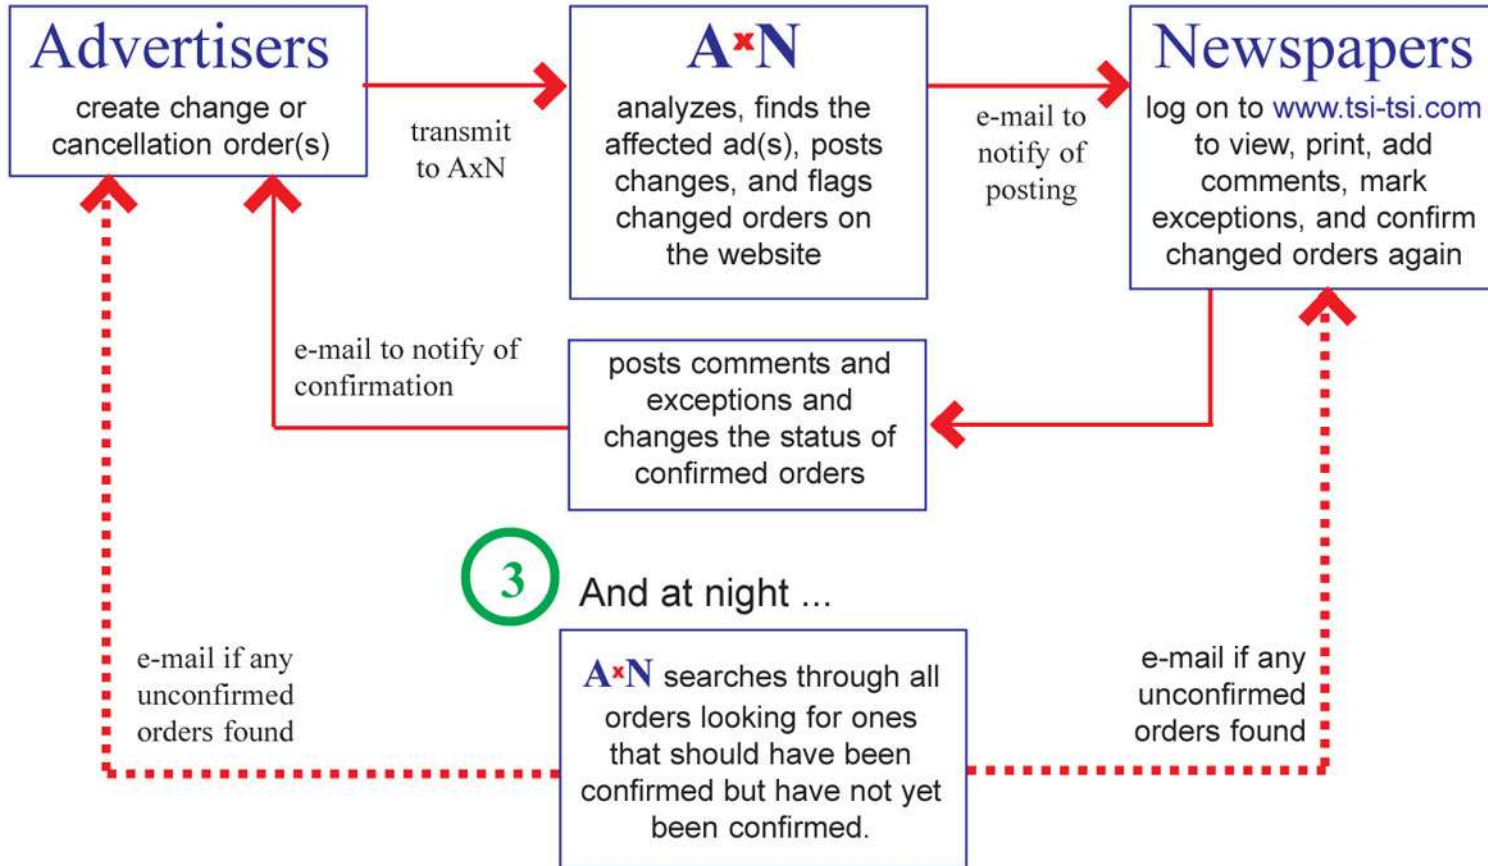 Advertisers
create change or
cancellation order(s)
transmit
to AxN
AxN
analyzes, finds the
affected ad(s), posts
changes, and flags
changed orders on
the website
e-mail to
notify of
posting
Newspapers
log on to www.tsi-tsi.com
to view, print, add
comments, mark
exceptions, and confirm
changed orders again
e-mail to notify of
confirmation
posts comments and
exceptions and
changes the status of
confirmed orders
3
And at night ...
e-mail if any
unconfirmed
orders found
AxN searches through all
orders looking for ones
that should have been
confirmed but have not yet
been confirmed.
e-mail if any
unconfirmed
orders found